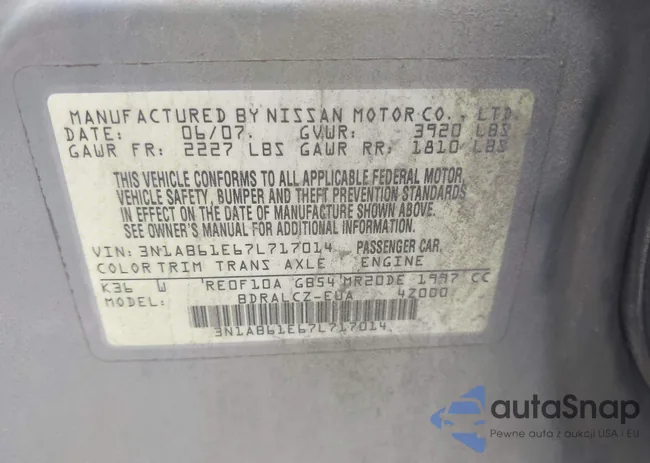 MANUFACTURED BY NISSAN MOTOR CO., LTD.
DATE: 06/07. GVWR: 3920 LBS
GAWR FR: 2227 LBS GAWR RR: 1810 LBS
THIS VEHICLE CONFORMS TO ALL APPLICABLE FEDERAL MOTOR
VEHICLE SAFETY, BUMPER AND THEFT PREVENTION STANDARDS
IN EFFECT ON THE DATE OF MANUFACTURE SHOWN ABOVE.
SEE OWNER'S MANUAL FOR ADDITIONAL INFORMATION.
VIN: 3N1AB61E67L717014 PASSENGER CAR
COLOR TRIM TRANS AXLE ENGINE
K36 W RE0F10A GB54 MR20DE 1997 CC
MODEL: BDRALCZ-EUA 4Z000
3N1AB61E67L717014
autoSnap
Pewne auta z aukcji USA i EU